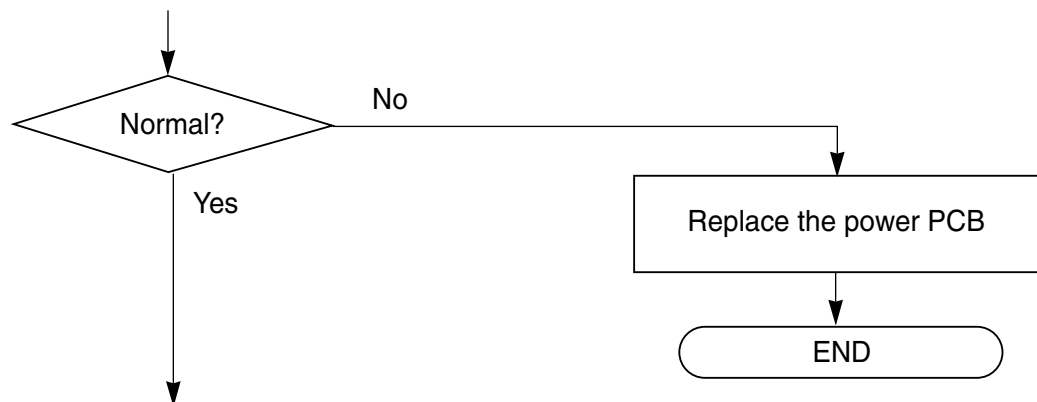 No
Normal?
Yes
Replace the power PCB
END